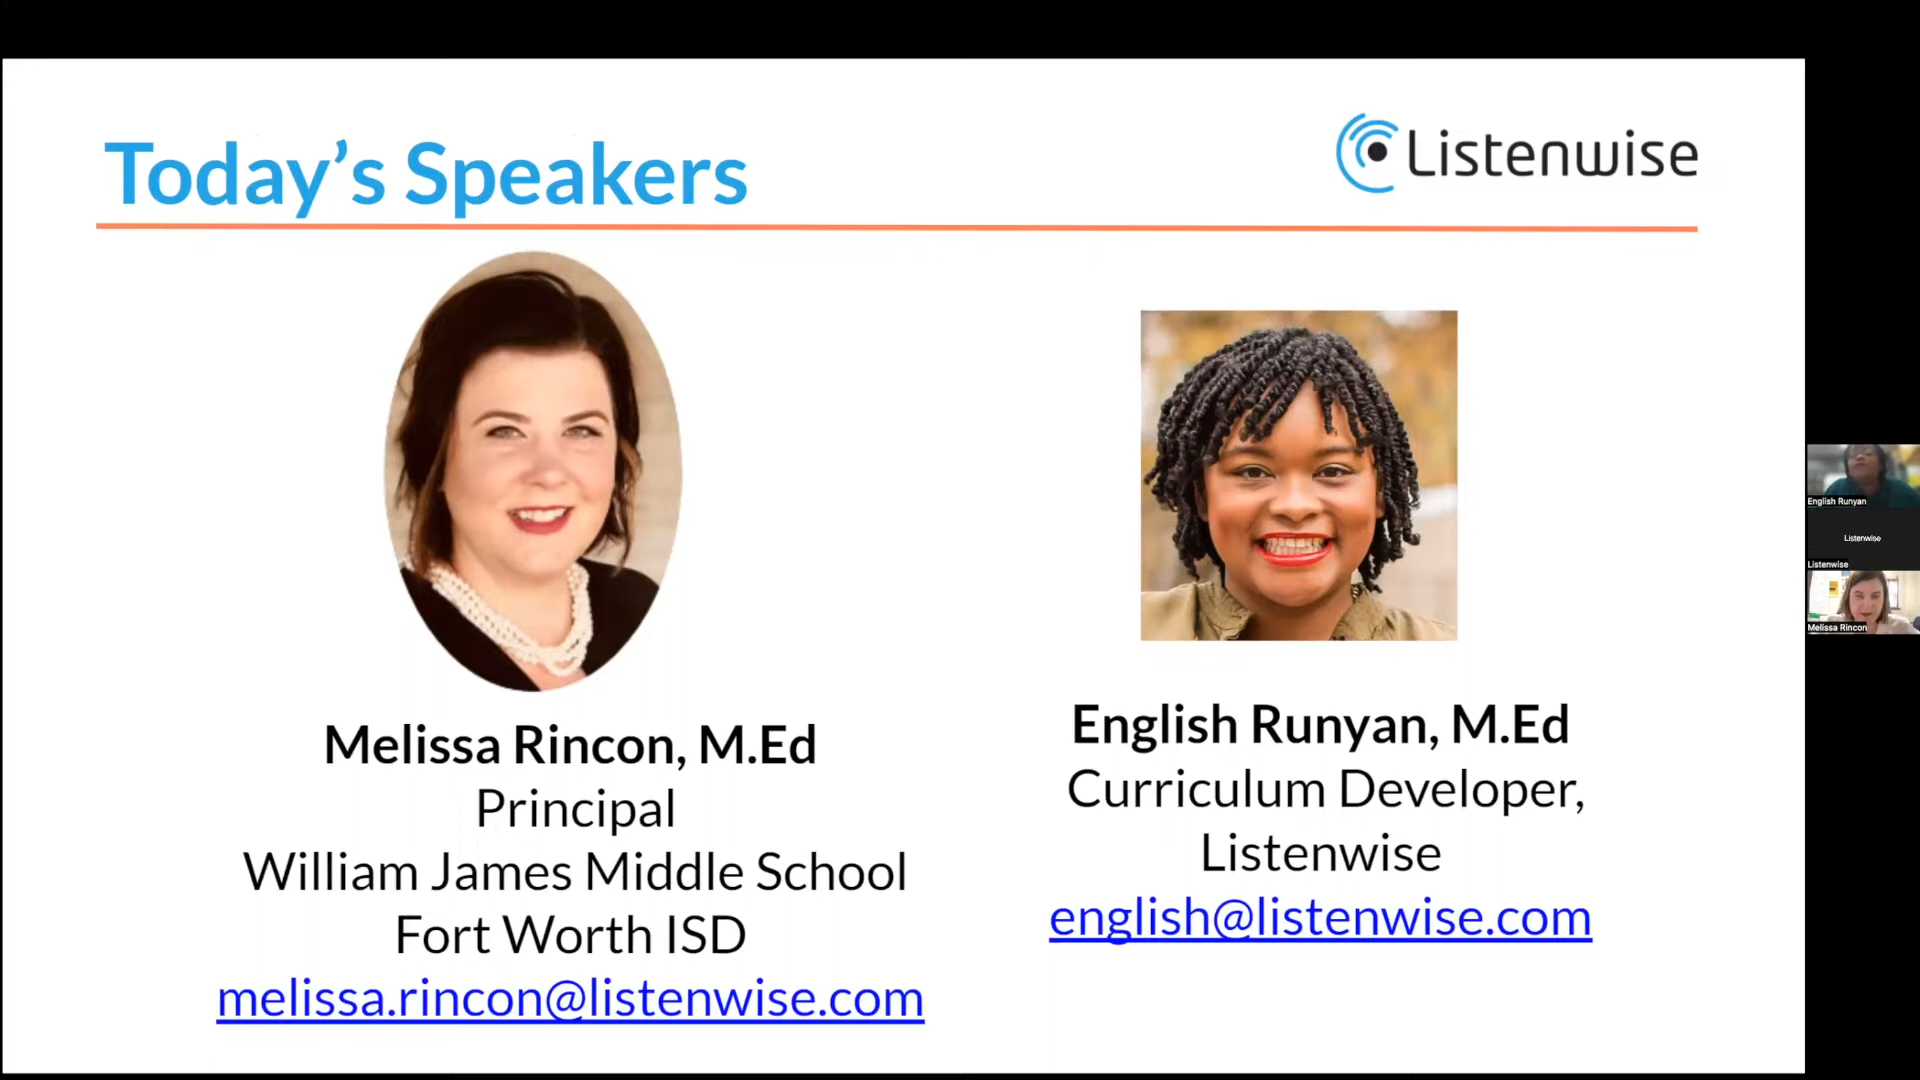 Today's Speakers
Listenwise
Melissa Rincon, M.Ed
Principal
William James Middle School
Fort Worth ISD
melissa.rincon@listenwise.com
English Runyan, M.Ed
Curriculum Developer,
Listenwise
english@listenwise.com
English Runyan
Listenwise
Listenwise
Melissa Rincon